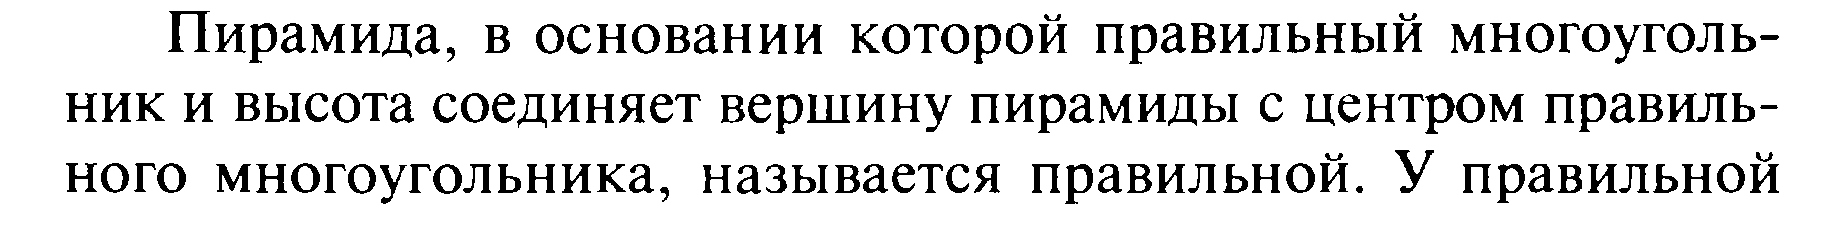 Пирамида, в основании которой правильный многоуголь-
ник и высота соединяет вершину пирамиды с центром правиль-
ного многоугольника, называется правильной. У правильной